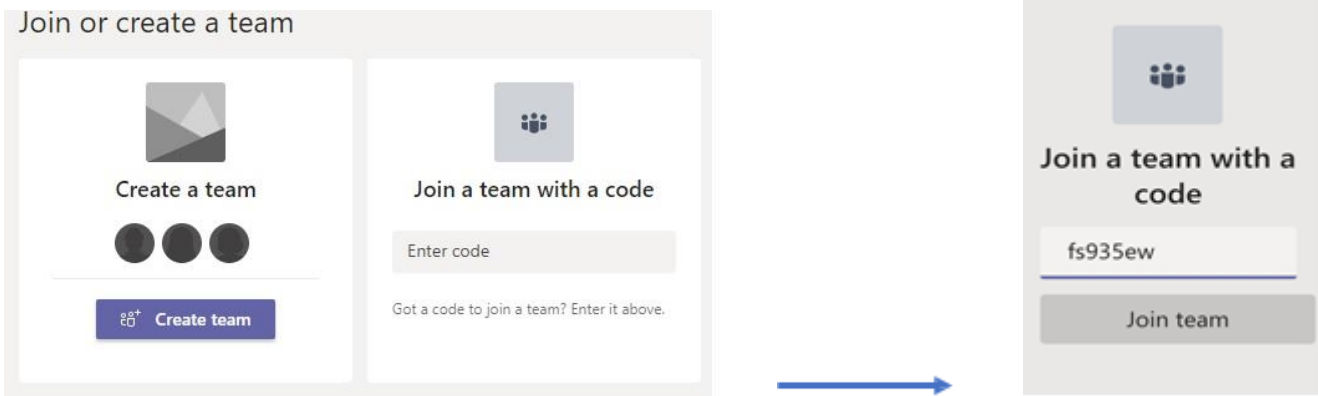 Join or create a team
Create a team
Create team
Join a team with a code
Enter code
Got a code to join a team? Enter it above.
Join a team with a
code
fs935ew
Join team